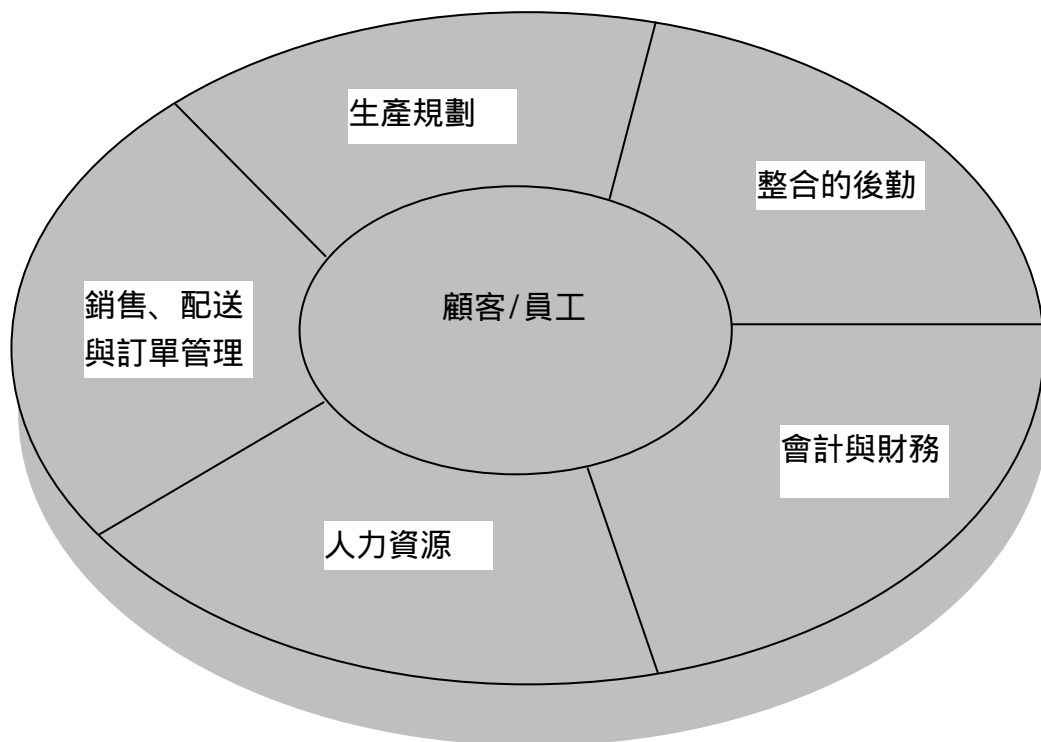 生產規劃
整合的後勤
銷售、配送
與訂單管理
顧客/員工
會計與財務
人力資源